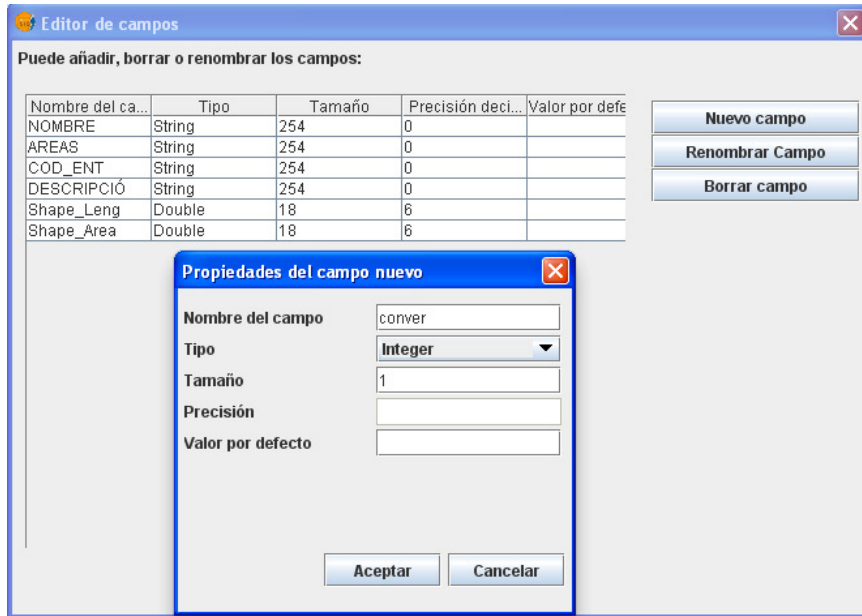 Editor de campos
Puede añadir, borrar o renombrar los campos:
Nombre del ca... Tipo Tamaño Precisión deci... Valor por defe
NOMBRE String 254 0
AREAS String 254 0
COD_ENT String 254 0
DESCRIPCIÓ String 254 0
Shape_Leng Double 18 6
Shape_Area Double 18 6
Nuevo campo
Renombrar Campo
Borrar campo
Propiedades del campo nuevo
Nombre del campo conver
Tipo Integer
Tamaño 1
Precisión
Valor por defecto
Aceptar Cancelar